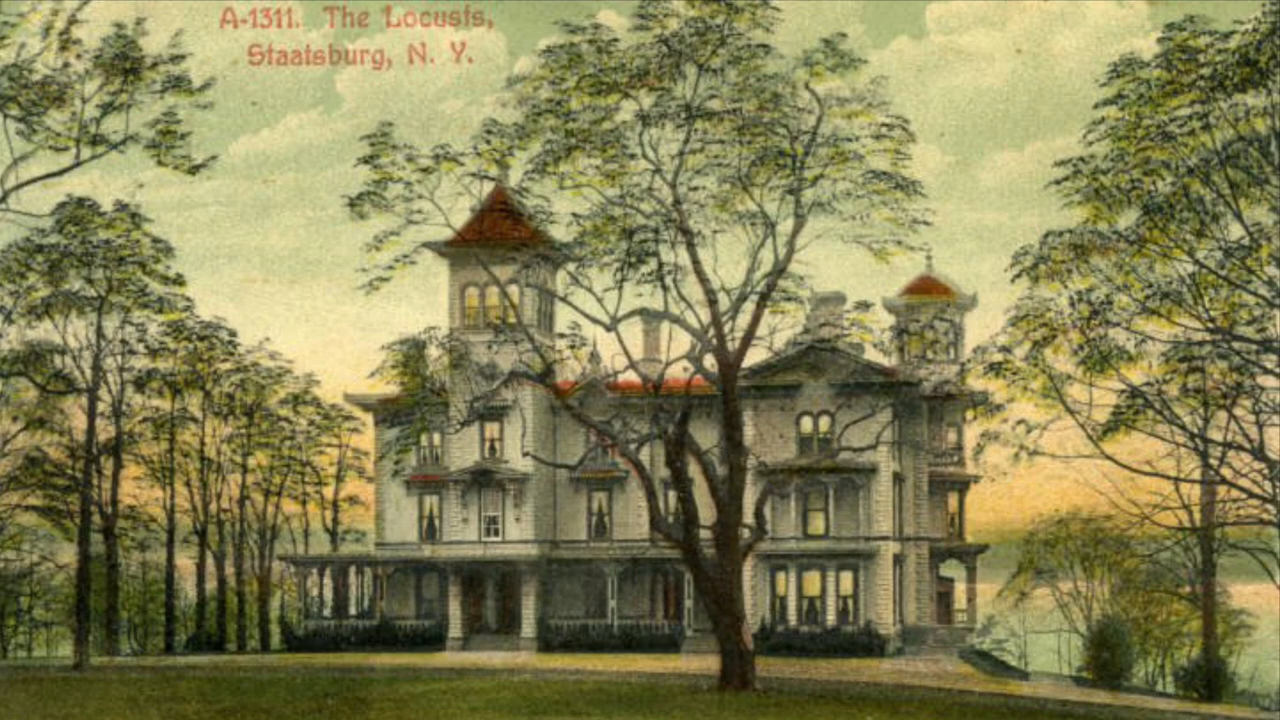 A-1311. The Locusts,
Staatsburg, N. Y.